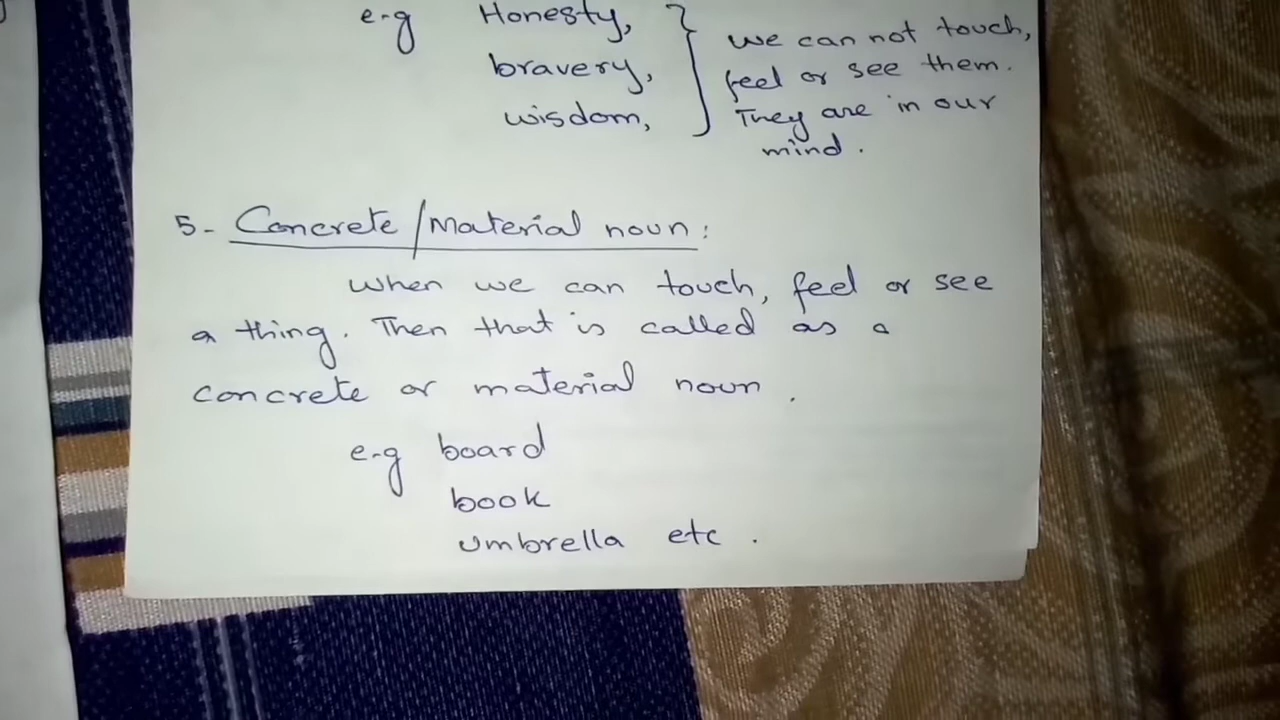 e.g Honesty, } we can not touch,
bravery, feel or see them.
wisdom, They are in our
mind.
5- Concrete/Material noun:
When we can touch, feel or see
a thing. Then that is called as a
concrete or material noun.
e.g board
book
umbrella etc.